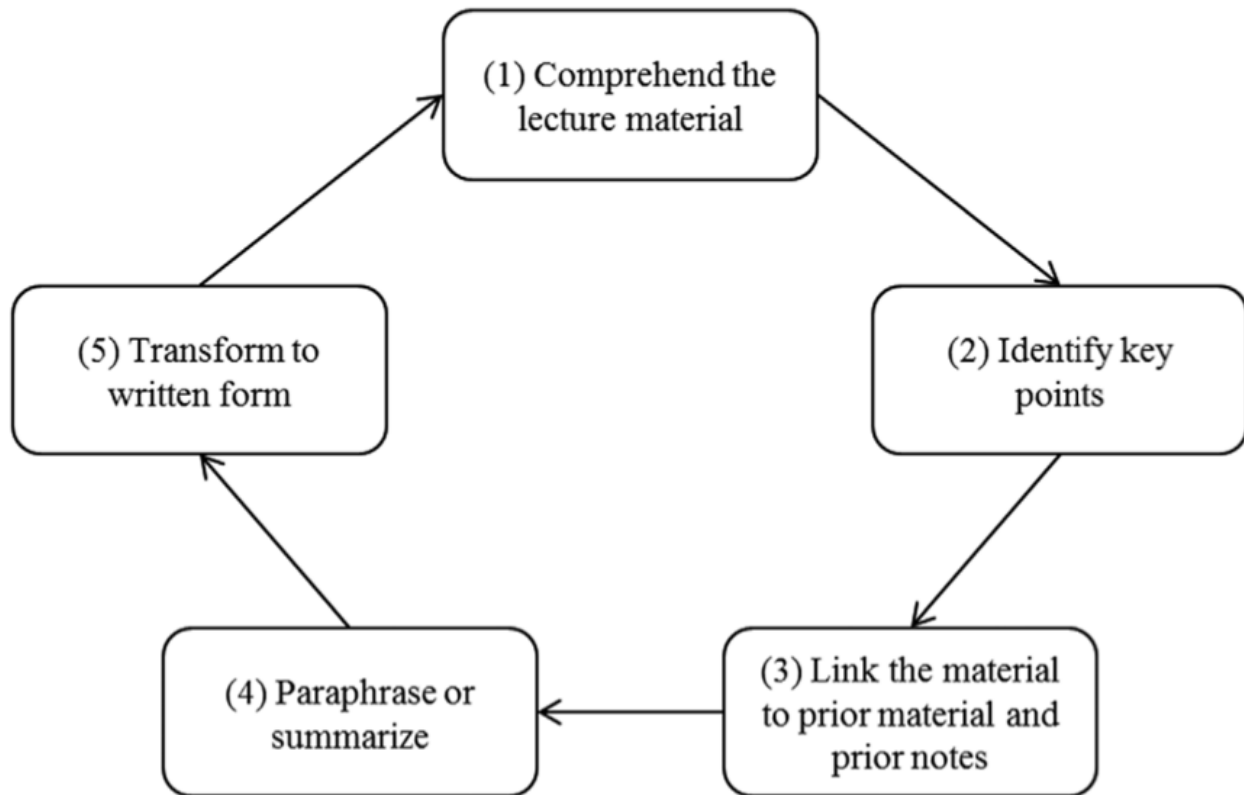 (1) Comprehend the
lecture material
(2) Identify key
points
(3) Link the material
to prior material and
prior notes
(4) Paraphrase or
summarize
(5) Transform to
written form